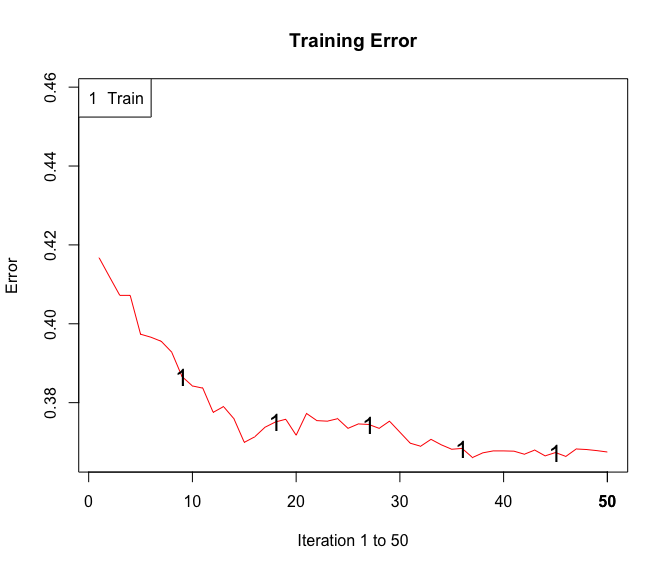 Training Error
1 Train
0.46
0.44
0.42
0.40
0.38
Error
1
1
1
1
1
0 10 20 30 40 50
Iteration 1 to 50